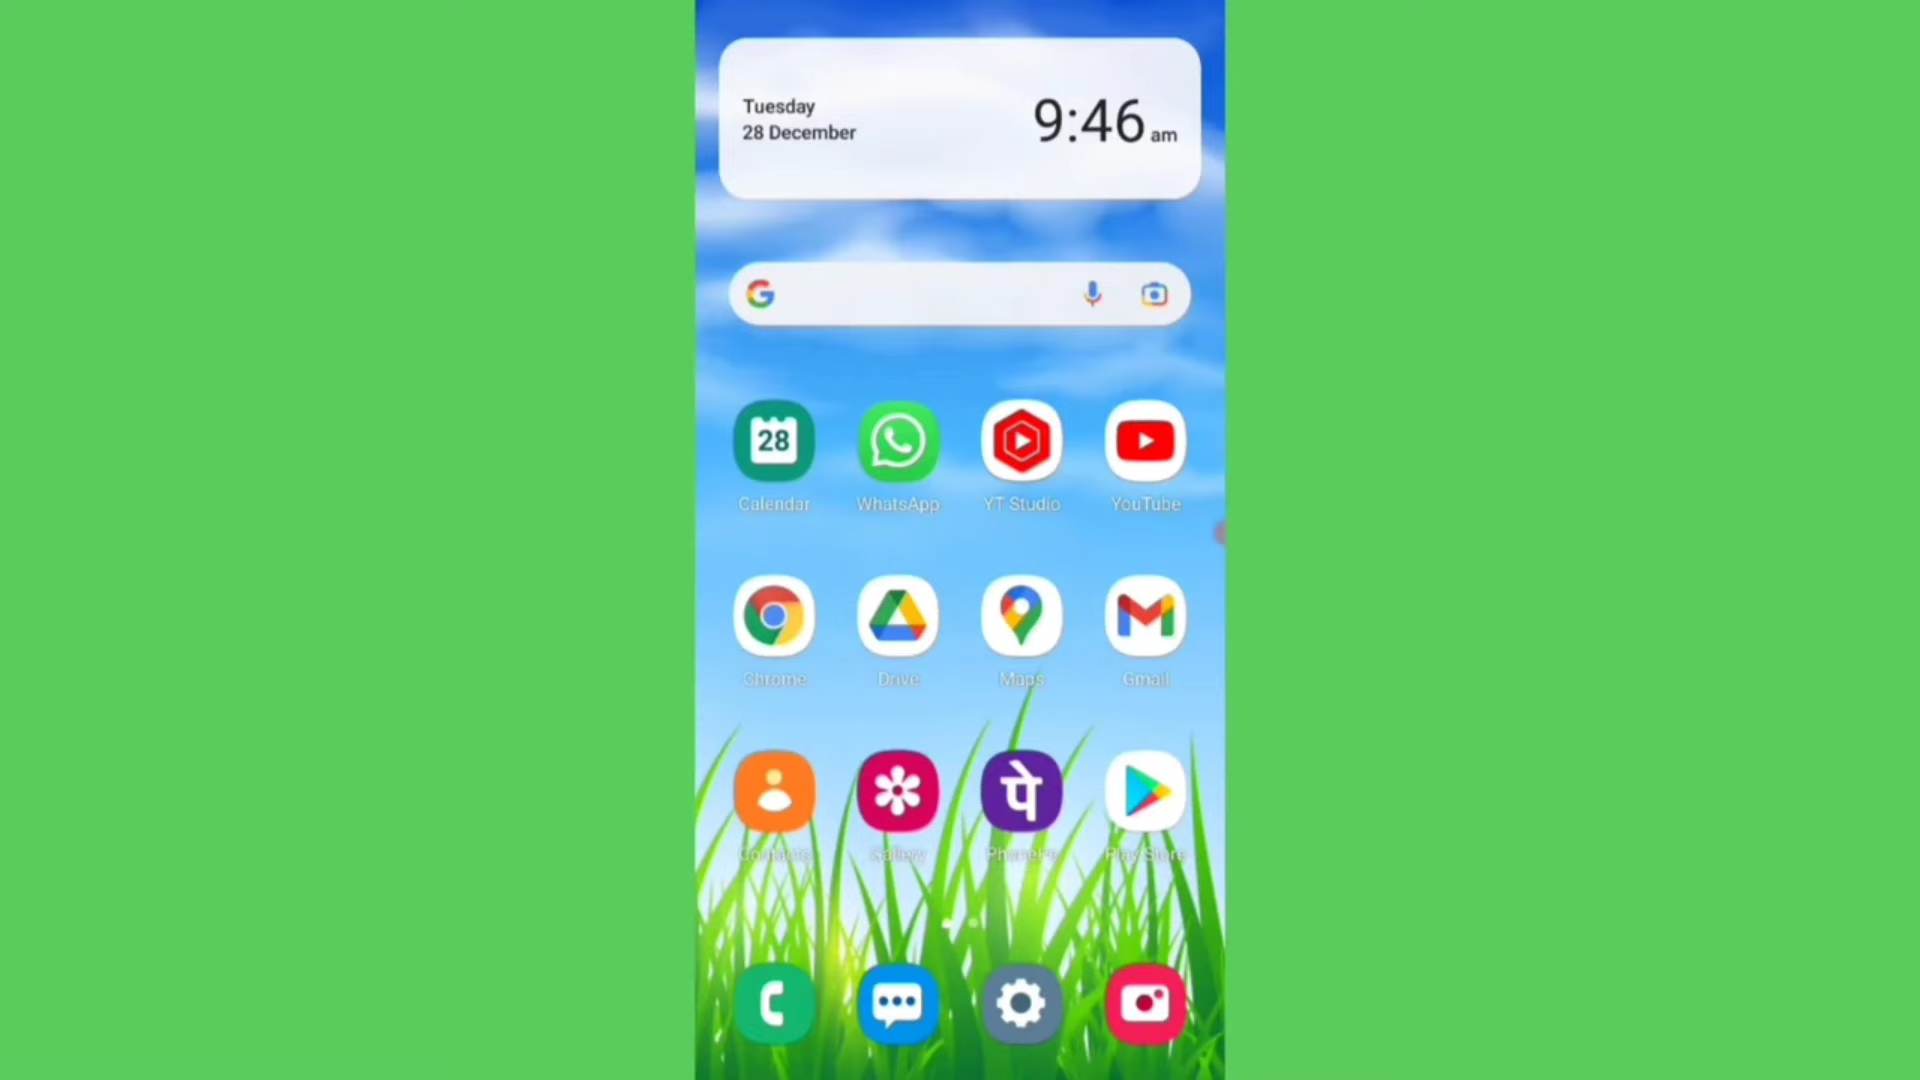 Tuesday
28 December
9:46 am
28
Calendar
WhatsApp
YT Studio
YouTube
Chrome
Drive
Maps
Gmail
पे
Contacts
Gallery
PhonePe
Play Store